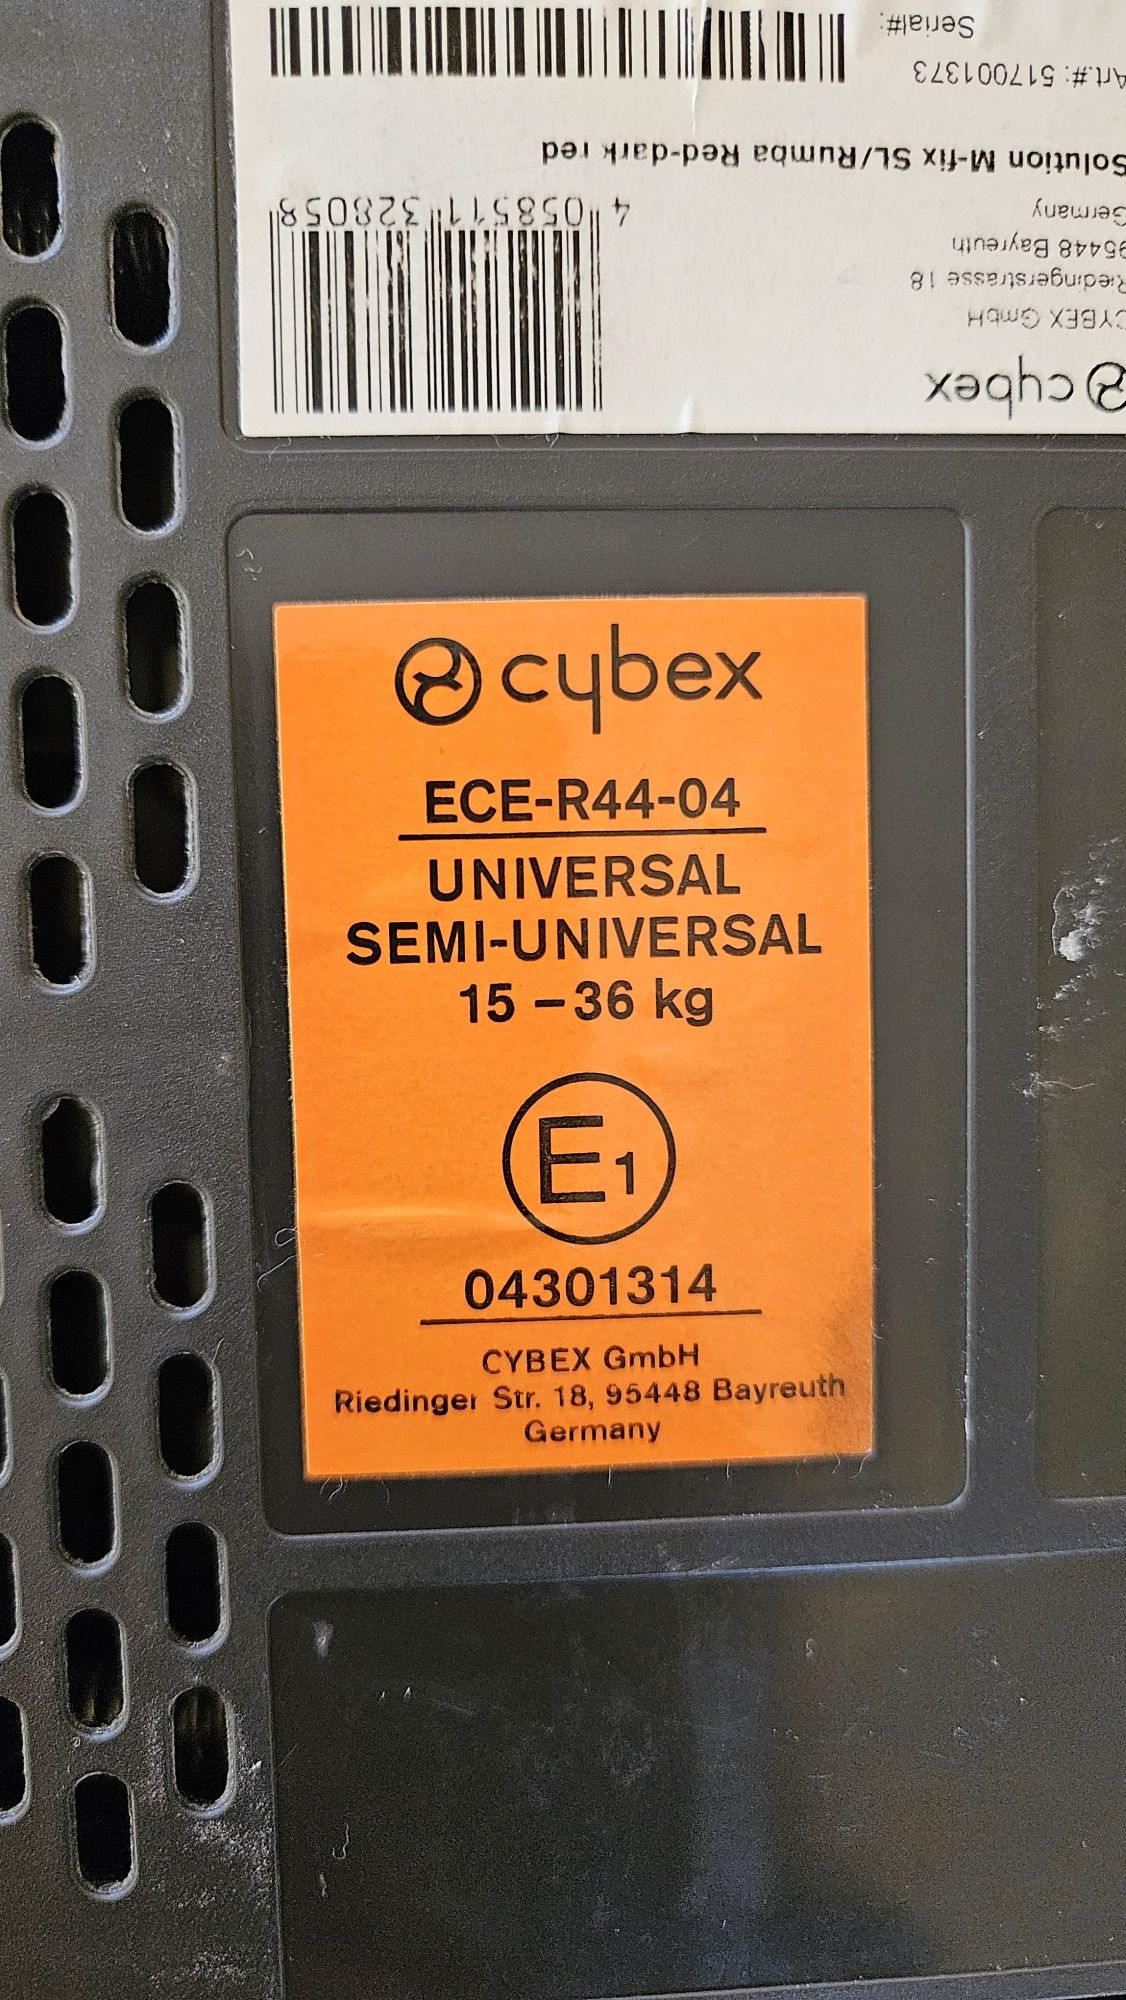 Serial#:
Art.#: 517001373
Solution M-fix SL/Rumba Red-dark red
4 058511 328058
CYBEX GmbH
Riedingerstrasse 18
95448 Bayreuth
Germany
cybex
cybex
ECE-R44-04
UNIVERSAL
SEMI-UNIVERSAL
15 – 36 kg
E1
04301314
CYBEX GmbH
Riedinger Str. 18, 95448 Bayreuth
Germany